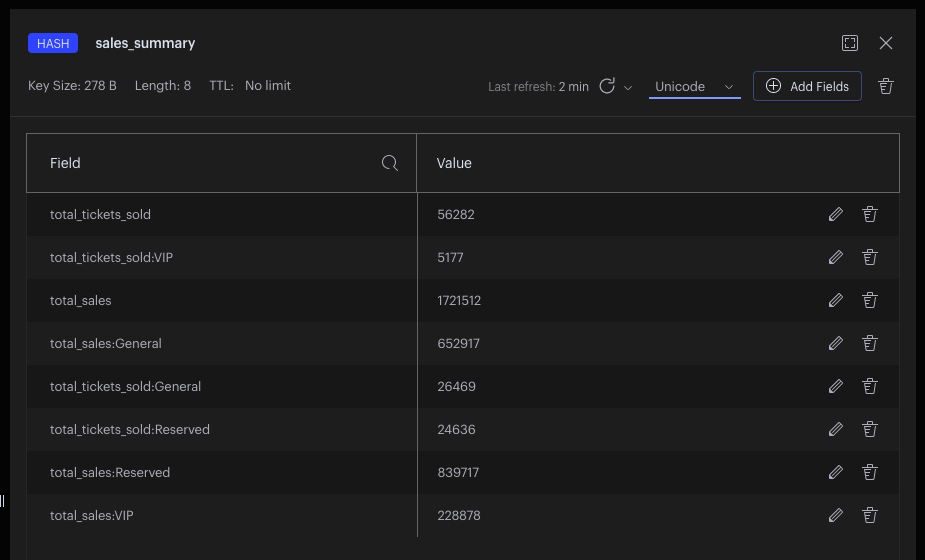 HASH sales_summary
Key Size: 278 B Length: 8 TTL: No limit Last refresh: 2 min Unicode Add Fields
Field Value
total_tickets_sold 56282
total_tickets_sold:VIP 5177
total_sales 1721512
total_sales:General 652917
total_tickets_sold:General 26469
total_tickets_sold:Reserved 24636
total_sales:Reserved 839717
total_sales:VIP 228878